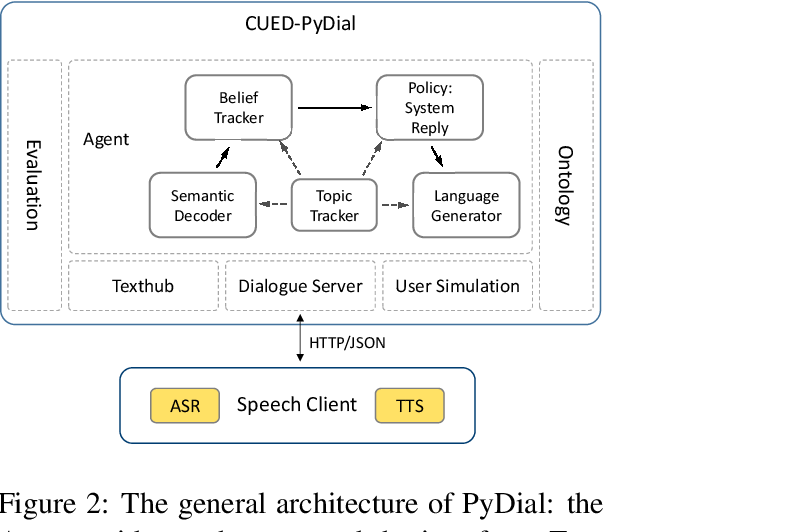 CUED-PyDial
Evaluation
Agent
Belief
Tracker
Policy:
System
Reply
Semantic
Decoder
Topic
Tracker
Language
Generator
Ontology
Texthub
Dialogue Server
User Simulation
HTTP/JSON
ASR
Speech Client
TTS
Figure 2: The general architecture of PyDial: the